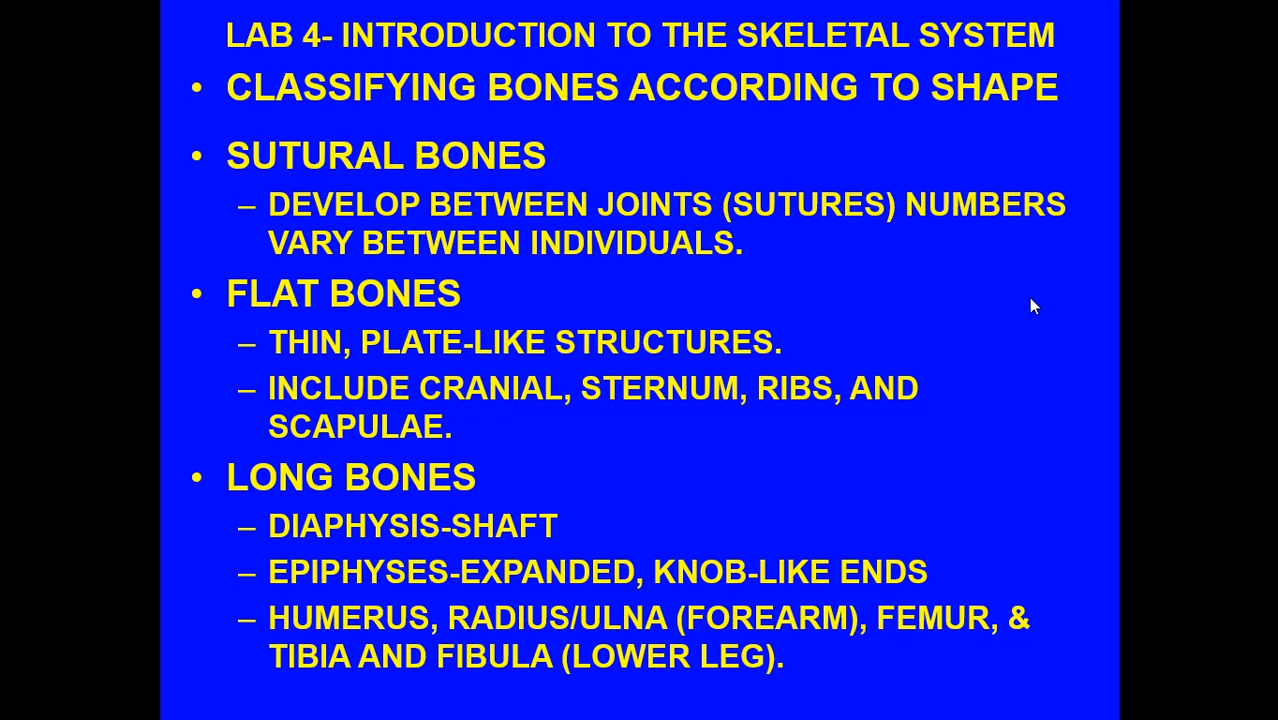 LAB 4- INTRODUCTION TO THE SKELETAL SYSTEM
• CLASSIFYING BONES ACCORDING TO SHAPE
• SUTURAL BONES
– DEVELOP BETWEEN JOINTS (SUTURES) NUMBERS
VARY BETWEEN INDIVIDUALS.
• FLAT BONES
– THIN, PLATE-LIKE STRUCTURES.
– INCLUDE CRANIAL, STERNUM, RIBS, AND
SCAPULAE.
• LONG BONES
– DIAPHYSIS-SHAFT
– EPIPHYSES-EXPANDED, KNOB-LIKE ENDS
– HUMERUS, RADIUS/ULNA (FOREARM), FEMUR, &
TIBIA AND FIBULA (LOWER LEG).